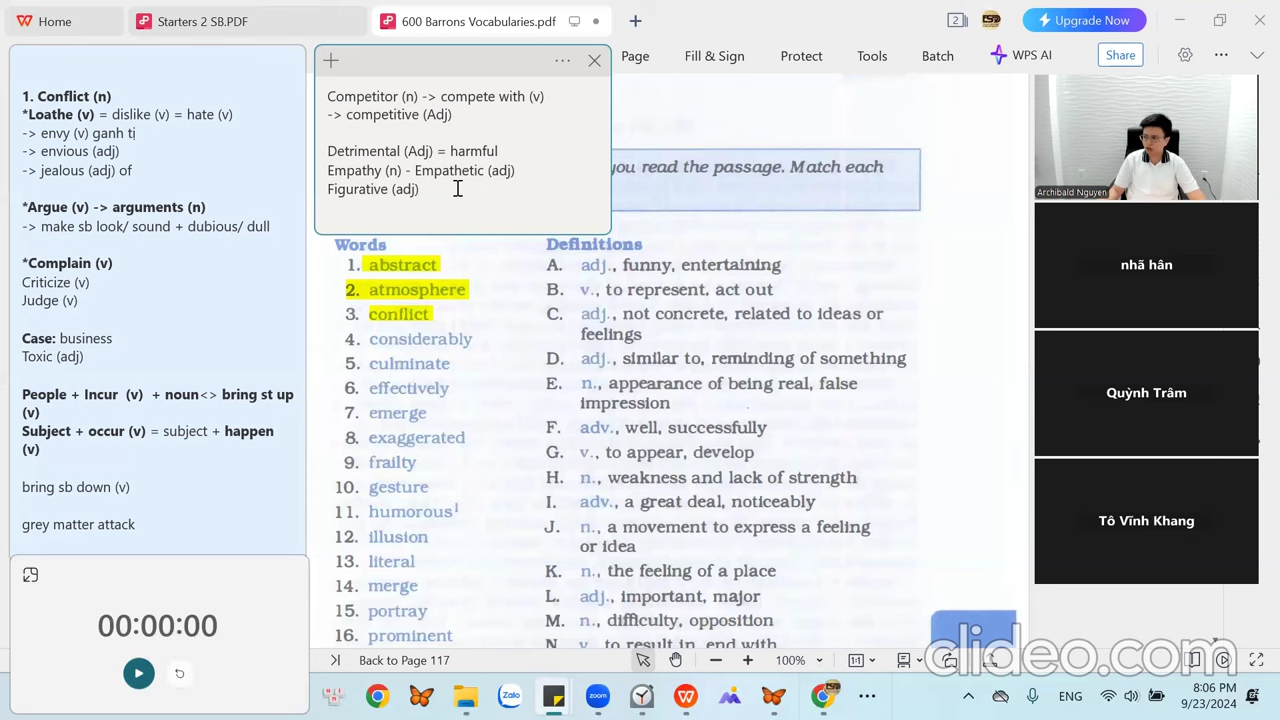 Home
Starters 2 SB.PDF
600 Barrons Vocabularies.pdf
2
Upgrade Now
Page
Fill & Sign
Protect
Tools
Batch
WPS AI
Share
1. Conflict (n)
*Loathe (v) = dislike (v) = hate (v)
-> envy (v) ganh tị
-> envious (adj)
-> jealous (adj) of
*Argue (v) -> arguments (n)
-> make sb look/ sound + dubious/ dull
*Complain (v)
Criticize (v)
Judge (v)
Case: business
Toxic (adj)
People + Incur (v) + noun<> bring st up
(v)
Subject + occur (v) = subject + happen
(v)
bring sb down (v)
grey matter attack
00:00:00
Competitor (n) -> compete with (v)
-> competitive (Adj)
Detrimental (Adj) = harmful
Empathy (n) - Empathetic (adj)
Figurative (adj)
you read the passage. Match each
Words
1. abstract
2. atmosphere
3. conflict
4. considerably
5. culminate
6. effectively
7. emerge
8. exaggerated
9. frailty
10. gesture
11. humorous
12. illusion
13. literal
14. merge
15. portray
16. prominent
Definitions
A. adj., funny, entertaining
B. v., to represent, act out
C. adj., not concrete, related to ideas or
feelings
D. adj., similar to, reminding of something
E. n., appearance of being real, false
impression
F. adv., well, successfully
G. v., to appear, develop
H. n., weakness and lack of strength
I. adv., a great deal, noticeably
J. n., a movement to express a feeling
or idea
K. n., the feeling of a place
L. adj., important, major
M. n., difficulty, opposition
N. v., to result in, end with
Archibald Nguyen
nhã hân
Quỳnh Trâm
Tô Vĩnh Khang
Back to Page 117
100%
1:1
clideo.com
Zalo
zoom
ENG
8:06 PM
9/23/2024